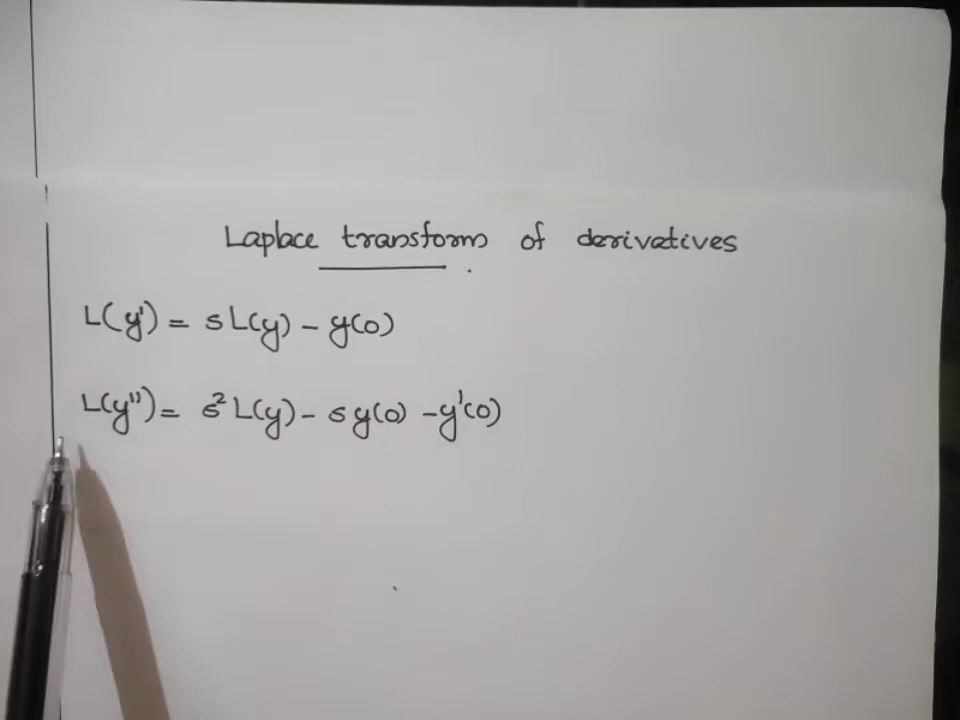 Laplace transform of derivatives
L(y') = sL(y) - y(0)
L(y'') = s²L(y) - sy(0) - y'(0)